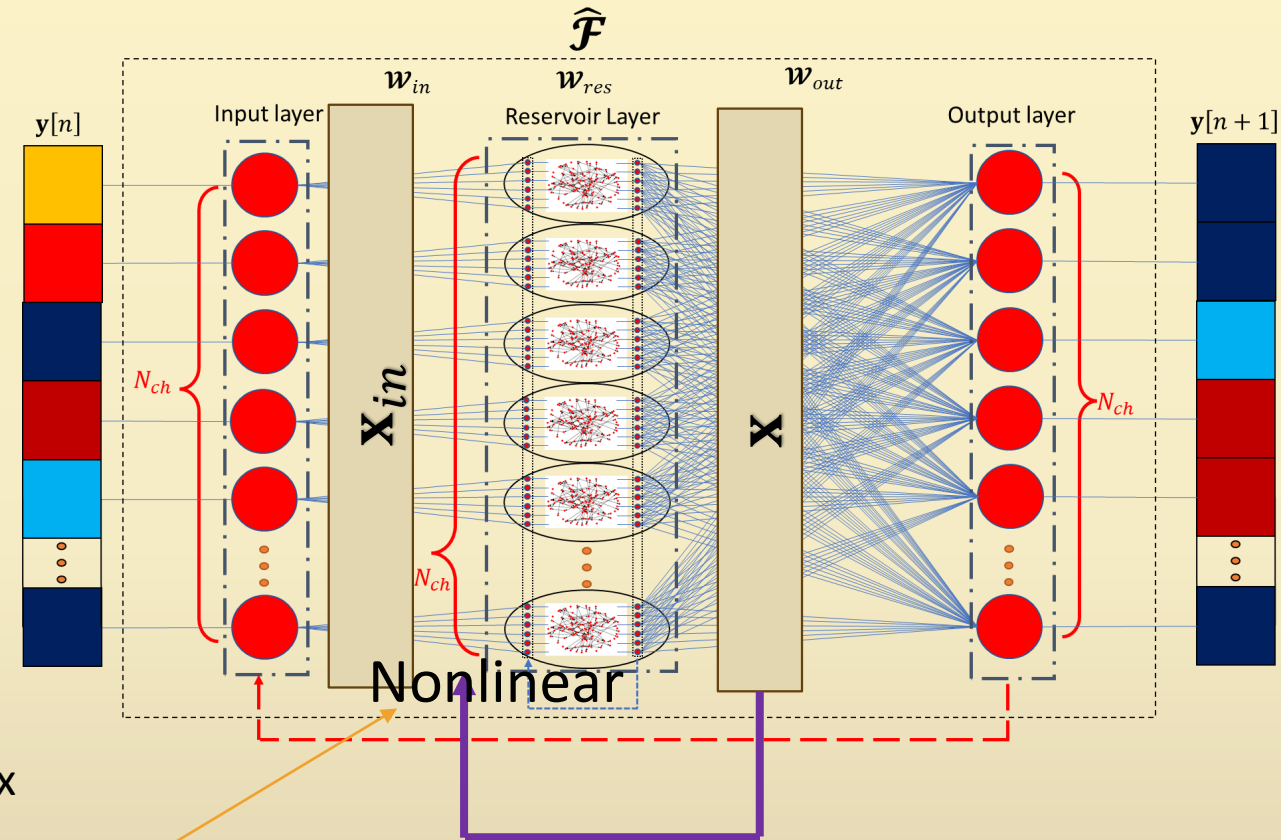 𝓕̂
𝓌_in 𝓌_res 𝓌_out
Input layer Reservoir Layer Output layer
𝐲[n] 𝐲[n + 1]
N_ch N_ch N_ch
𝐱_in 𝐱
Nonlinear
x